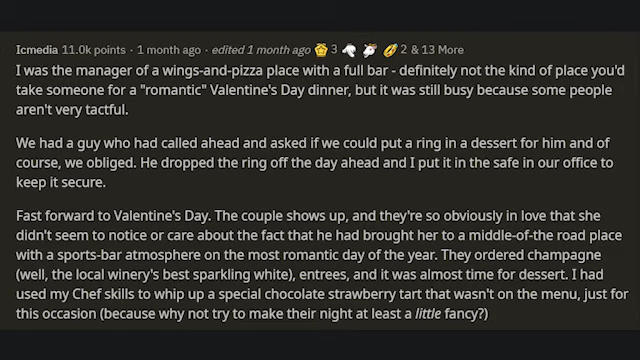 Icmedia 11.0k points · 1 month ago · edited 1 month ago 3 2 & 13 More
I was the manager of a wings-and-pizza place with a full bar - definitely not the kind of place you'd
take someone for a "romantic" Valentine's Day dinner, but it was still busy because some people
aren't very tactful.
We had a guy who had called ahead and asked if we could put a ring in a dessert for him and of
course, we obliged. He dropped the ring off the day ahead and I put it in the safe in our office to
keep it secure.
Fast forward to Valentine's Day. The couple shows up, and they're so obviously in love that she
didn't seem to notice or care about the fact that he had brought her to a middle-of-the road place
with a sports-bar atmosphere on the most romantic day of the year. They ordered champagne
(well, the local winery's best sparkling white), entrees, and it was almost time for dessert. I had
used my Chef skills to whip up a special chocolate strawberry tart that wasn't on the menu, just for
this occasion (because why not try to make their night at least a little fancy?)